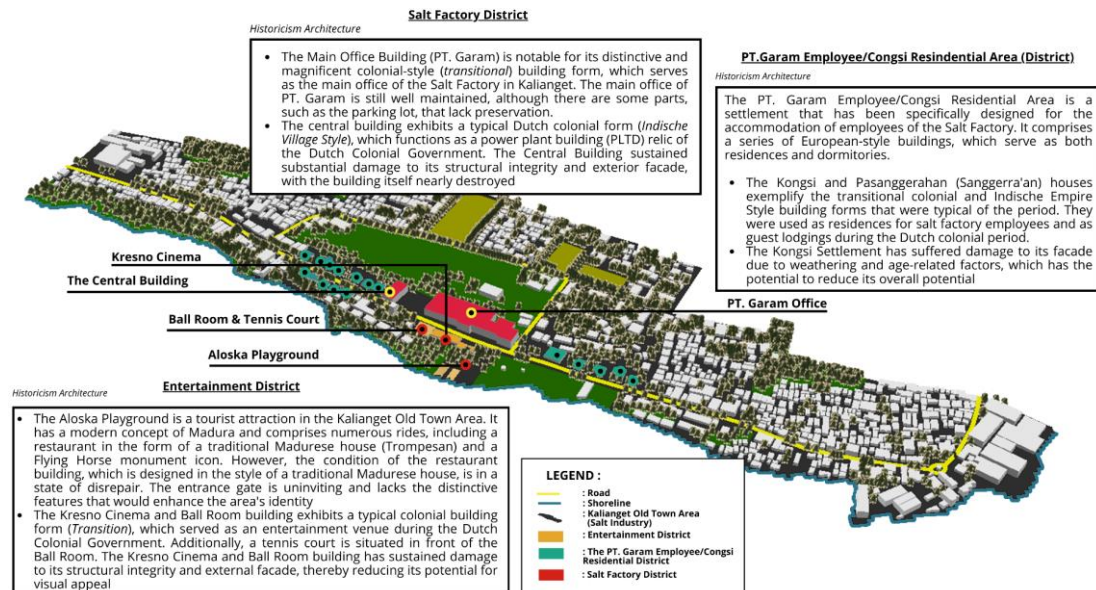 Salt Factory District
Historicism Architecture
• The Main Office Building (PT. Garam) is notable for its distinctive and
magnificent colonial-style (transitional) building form, which serves
as the main office of the Salt Factory in Kalianget. The main office of
PT. Garam is still well maintained, although there are some parts,
such as the parking lot, that lack preservation.
• The central building exhibits a typical Dutch colonial form (Indische
Village Style), which functions as a power plant building (PLTD) relic of
the Dutch Colonial Government. The Central Building sustained
substantial damage to its structural integrity and exterior facade,
with the building itself nearly destroyed
PT.Garam Employee/Congsi Resindential Area (District)
Historicism Architecture
The PT. Garam Employee/Congsi Residential Area is a
settlement that has been specifically designed for the
accommodation of employees of the Salt Factory. It comprises
a series of European-style buildings, which serve as both
residences and dormitories.
• The Kongsi and Pasanggerahan (Sanggerra'an) houses
exemplify the transitional colonial and Indische Empire
Style building forms that were typical of the period. They
were used as residences for salt factory employees and as
guest lodgings during the Dutch colonial period.
• The Kongsi Settlement has suffered damage to its facade
due to weathering and age-related factors, which has the
potential to reduce its overall potential
Kresno Cinema
The Central Building
Ball Room & Tennis Court
Aloska Playground
PT. Garam Office
Entertainment District
Historicism Architecture
• The Aloska Playground is a tourist attraction in the Kalianget Old Town Area. It
has a modern concept of Madura and comprises numerous rides, including a
restaurant in the form of a traditional Madurese house (Trompesan) and a
Flying Horse monument icon. However, the condition of the restaurant
building, which is designed in the style of a traditional Madurese house, is in a
state of disrepair. The entrance gate is uninviting and lacks the distinctive
features that would enhance the area's identity
• The Kresno Cinema and Ball Room building exhibits a typical colonial building
form (Transition), which served as an entertainment venue during the Dutch
Colonial Government. Additionally, a tennis court is situated in front of the
Ball Room. The Kresno Cinema and Ball Room building has sustained damage
to its structural integrity and external facade, thereby reducing its potential for
visual appeal
LEGEND :
: Road
: Shoreline
: Kalianget Old Town Area
(Salt Industry)
: Entertainment District
: The PT. Garam Employee/Congsi
Residential District
: Salt Factory District